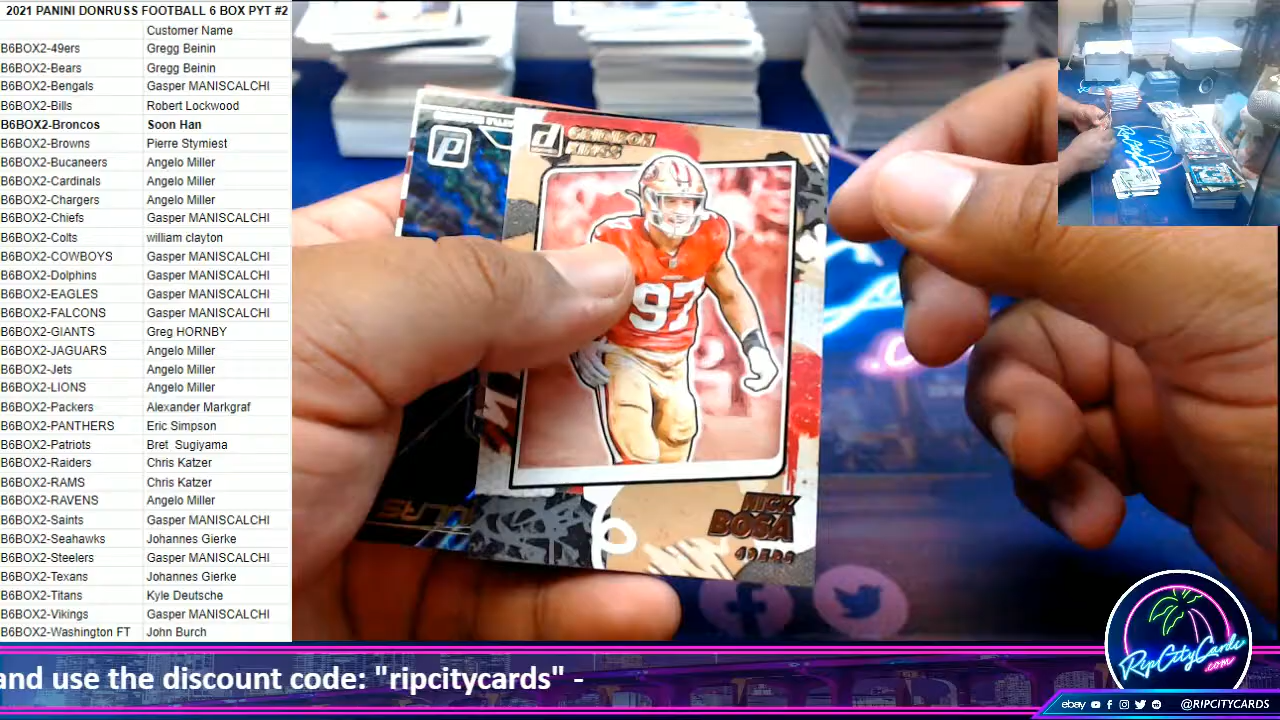 2021 PANINI DONRUSS FOOTBALL 6 BOX PYT #2
Customer Name
B6BOX2-49ers Gregg Beinin
B6BOX2-Bears Gregg Beinin
B6BOX2-Bengals Gasper MANISCALCHI
B6BOX2-Bills Robert Lockwood
B6BOX2-Broncos Soon Han
B6BOX2-Browns Pierre Stymiest
B6BOX2-Bucaneers Angelo Miller
B6BOX2-Cardinals Angelo Miller
B6BOX2-Chargers Angelo Miller
B6BOX2-Chiefs Gasper MANISCALCHI
B6BOX2-Colts william clayton
B6BOX2-COWBOYS Gasper MANISCALCHI
B6BOX2-Dolphins Gasper MANISCALCHI
B6BOX2-EAGLES Gasper MANISCALCHI
B6BOX2-FALCONS Gasper MANISCALCHI
B6BOX2-GIANTS Greg HORNBY
B6BOX2-JAGUARS Angelo Miller
B6BOX2-Jets Angelo Miller
B6BOX2-LIONS Angelo Miller
B6BOX2-Packers Alexander Markgraf
B6BOX2-PANTHERS Eric Simpson
B6BOX2-Patriots Bret Sugiyama
B6BOX2-Raiders Chris Katzer
B6BOX2-RAMS Chris Katzer
B6BOX2-RAVENS Angelo Miller
B6BOX2-Saints Gasper MANISCALCHI
B6BOX2-Seahawks Johannes Gierke
B6BOX2-Steelers Gasper MANISCALCHI
B6BOX2-Texans Johannes Gierke
B6BOX2-Titans Kyle Deutsche
B6BOX2-Vikings Gasper MANISCALCHI
B6BOX2-Washington FT John Burch
P
d
97
NICK
BOSA
49ERS
RipCityCards
.com
and use the discount code: "ripcitycards" -
ebay @RIPCITYCARDS